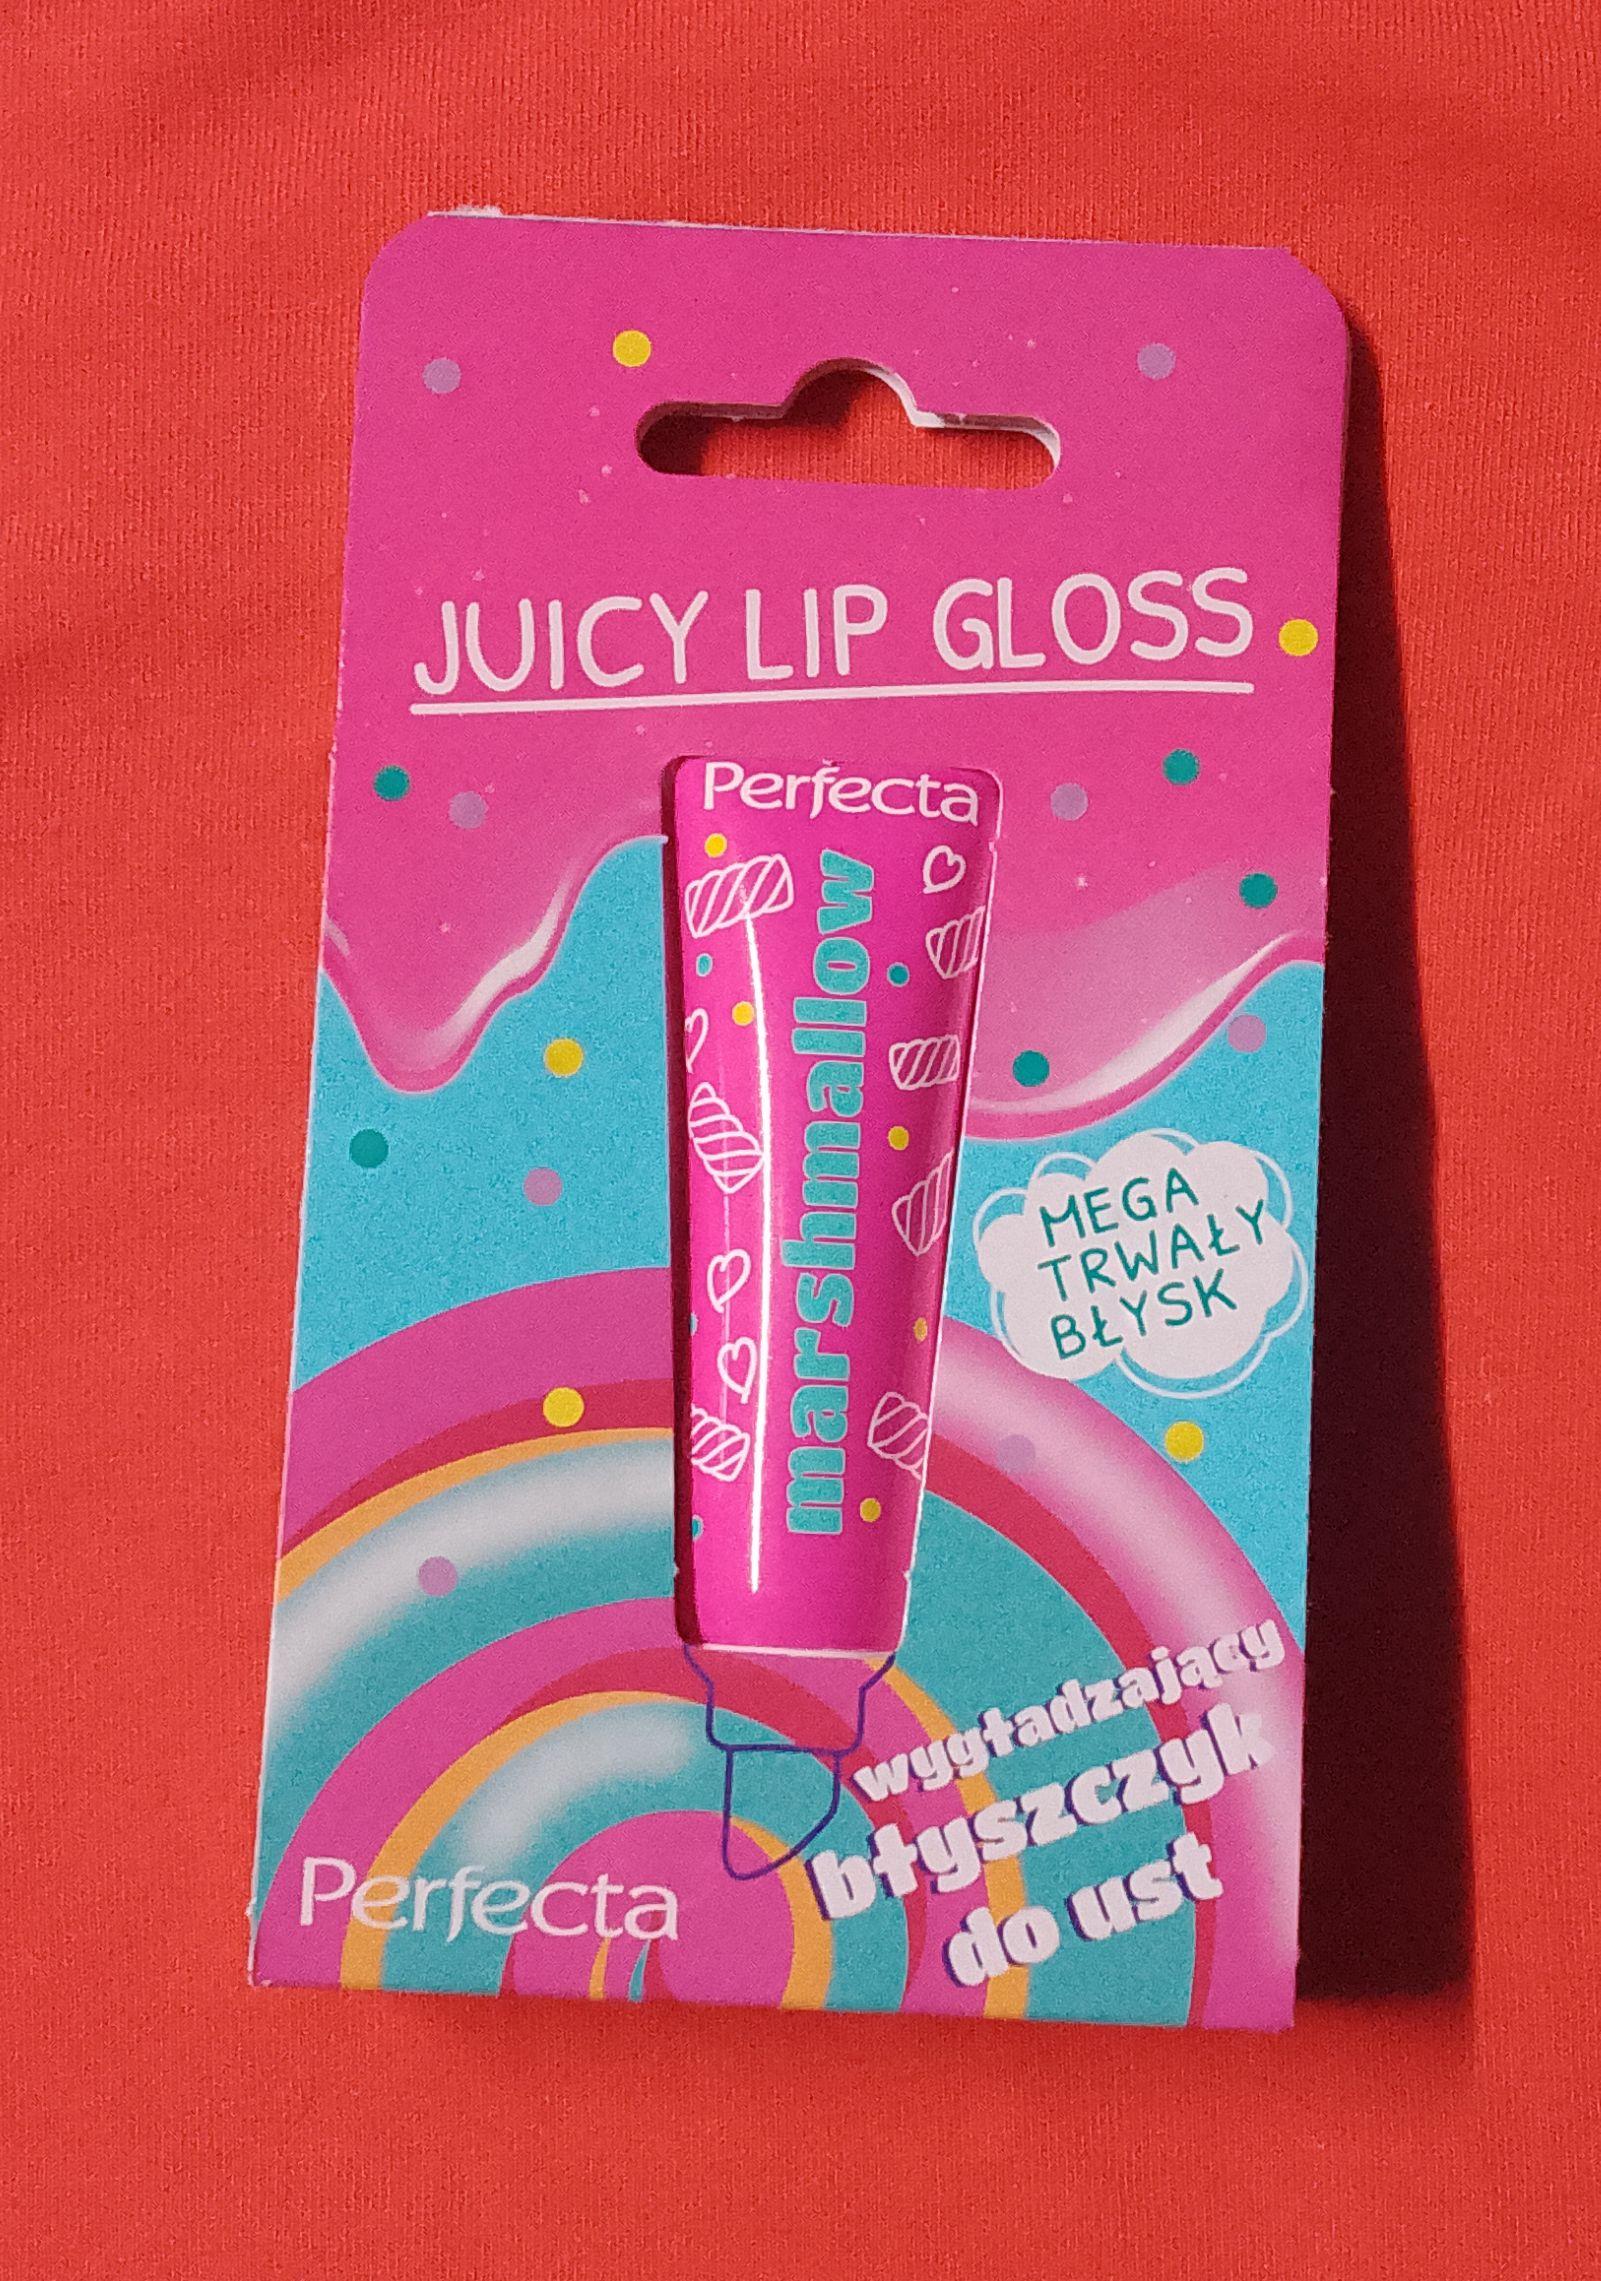 JUICY LIP GLOSS
Perfecta
marshmallow
MEGA
TRWAŁY
BŁYSK
wygładzający
błyszczyk
do ust
Perfecta